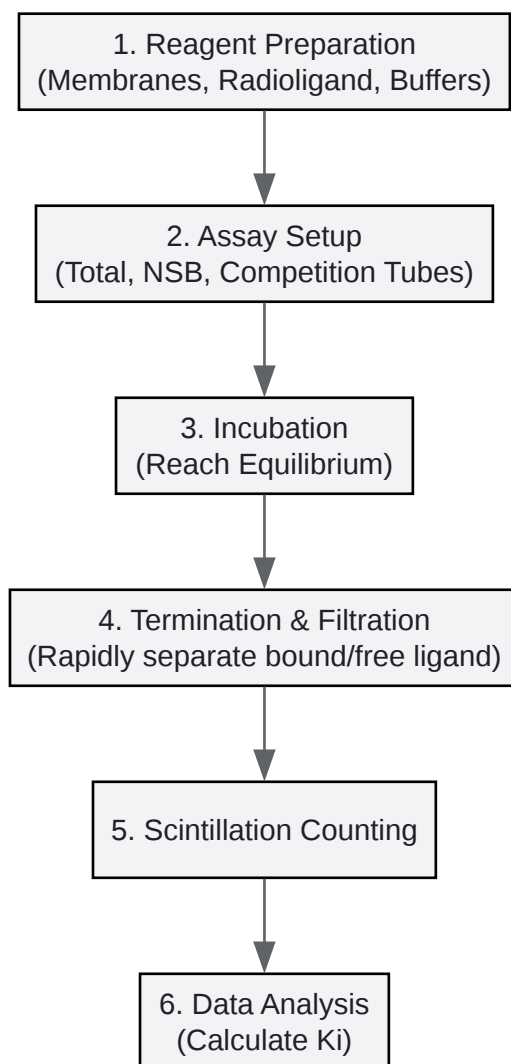 1. Reagent Preparation
(Membranes, Radioligand, Buffers)
2. Assay Setup
(Total, NSB, Competition Tubes)
3. Incubation
(Reach Equilibrium)
4. Termination & Filtration
(Rapidly separate bound/free ligand)
5. Scintillation Counting
6. Data Analysis
(Calculate Ki)